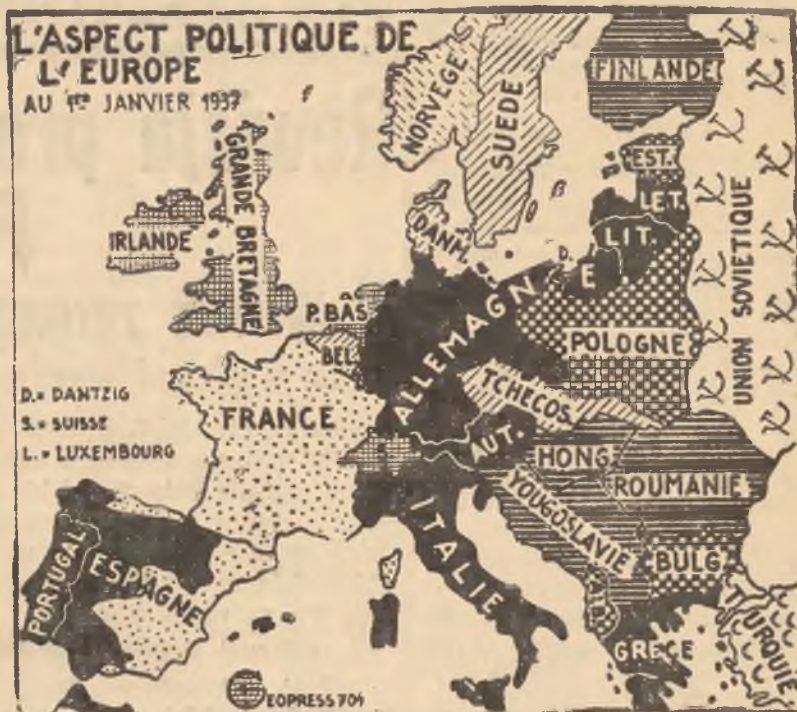 L'ASPECT POLITIQUE DE
L'EUROPE
AU 1ER JANVIER 1937
NORVEGE
SUEDE
FINLANDE
EST.
LET.
LIT.
UNION SOVIÉTIQUE
GRANDE BRETAGNE
IRLANDE
DANM.
D.
E
P. BAS
BEL.
ALLEMAGN
POLOGNE
D. = DANTZIG
S. = SUISSE
L. = LUXEMBOURG
FRANCE
TCHECOS.
S
AUT.
HONG
ROUMANIE
YOUGOSLAVIE
ITALIE
BULG
PORTUGAL
ESPAGNE
GRECE
TURQUIE
GEOPRESS 704